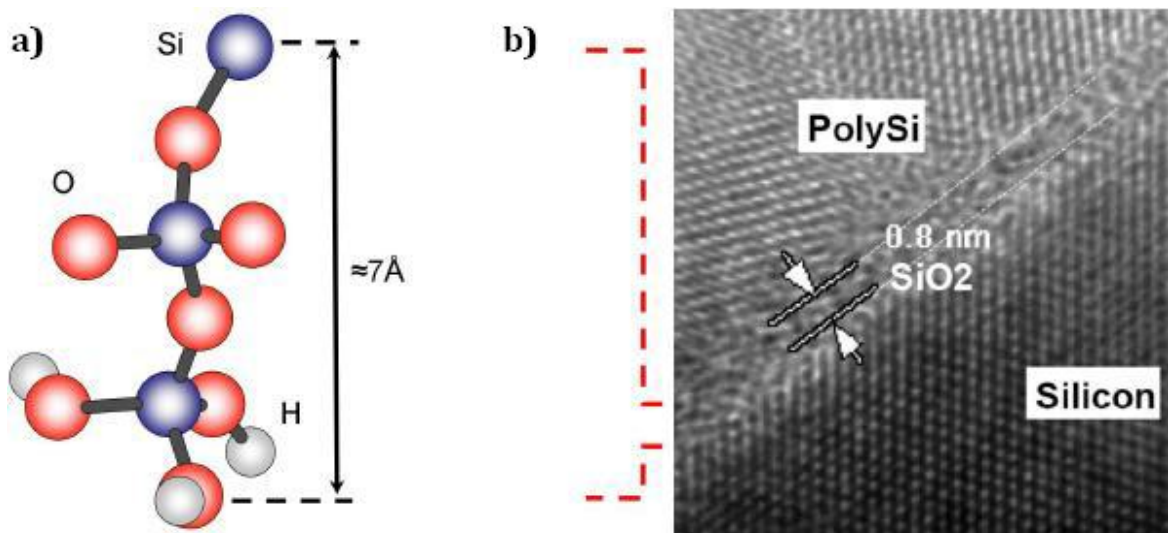 a)
Si
O
≈7Å
H
b)
PolySi
0.8 nm
SiO2
Silicon